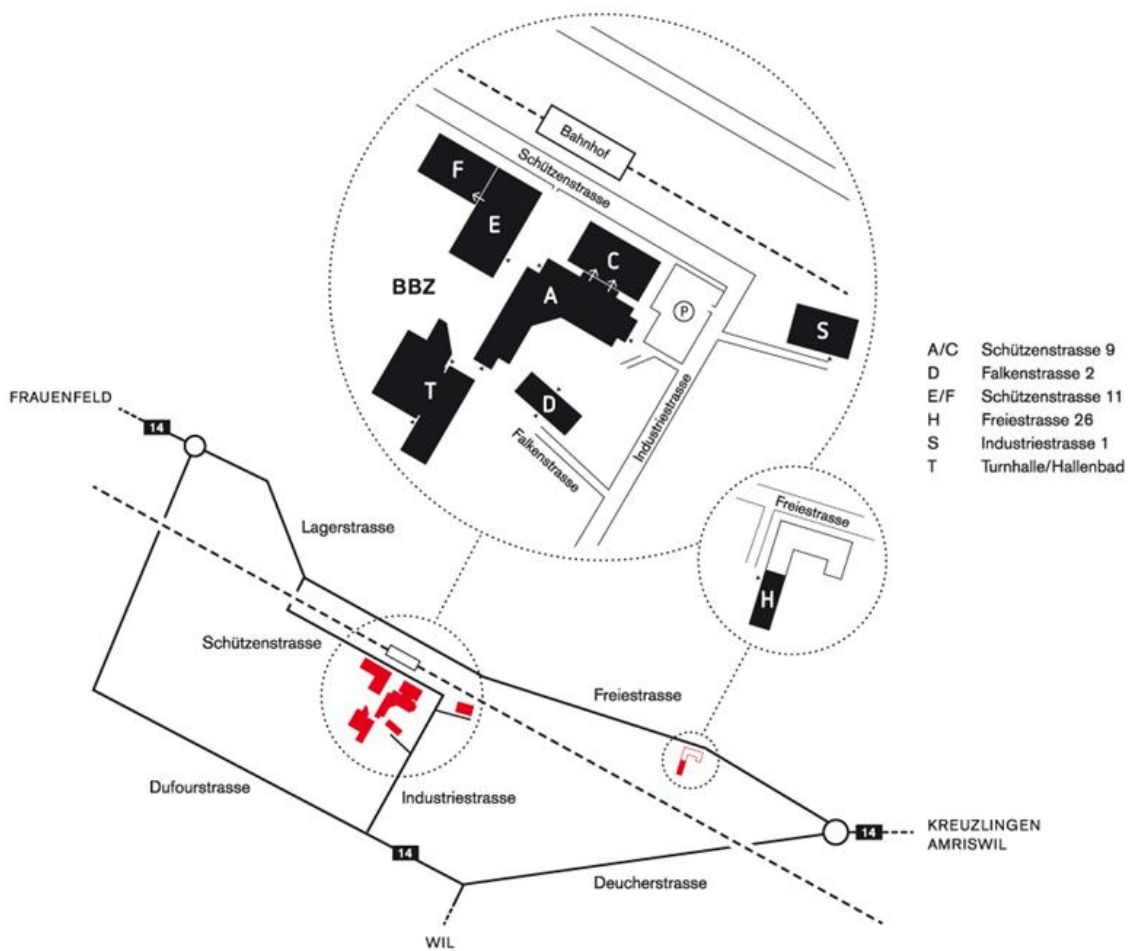 Bahnhof
Schützenstrasse
F
E
C
BBZ
A
P
S
T
D
Falkenstrasse
Industriestrasse
A/C Schützenstrasse 9
D Falkenstrasse 2
E/F Schützenstrasse 11
H Freiestrasse 26
S Industriestrasse 1
T Turnhalle/Hallenbad
FRAUENFELD
14
Lagerstrasse
Freiestrasse
H
Schützenstrasse
Freiestrasse
Dufourstrasse
Industriestrasse
14
14
KREUZLINGEN
AMRISWIL
Deucherstrasse
WIL